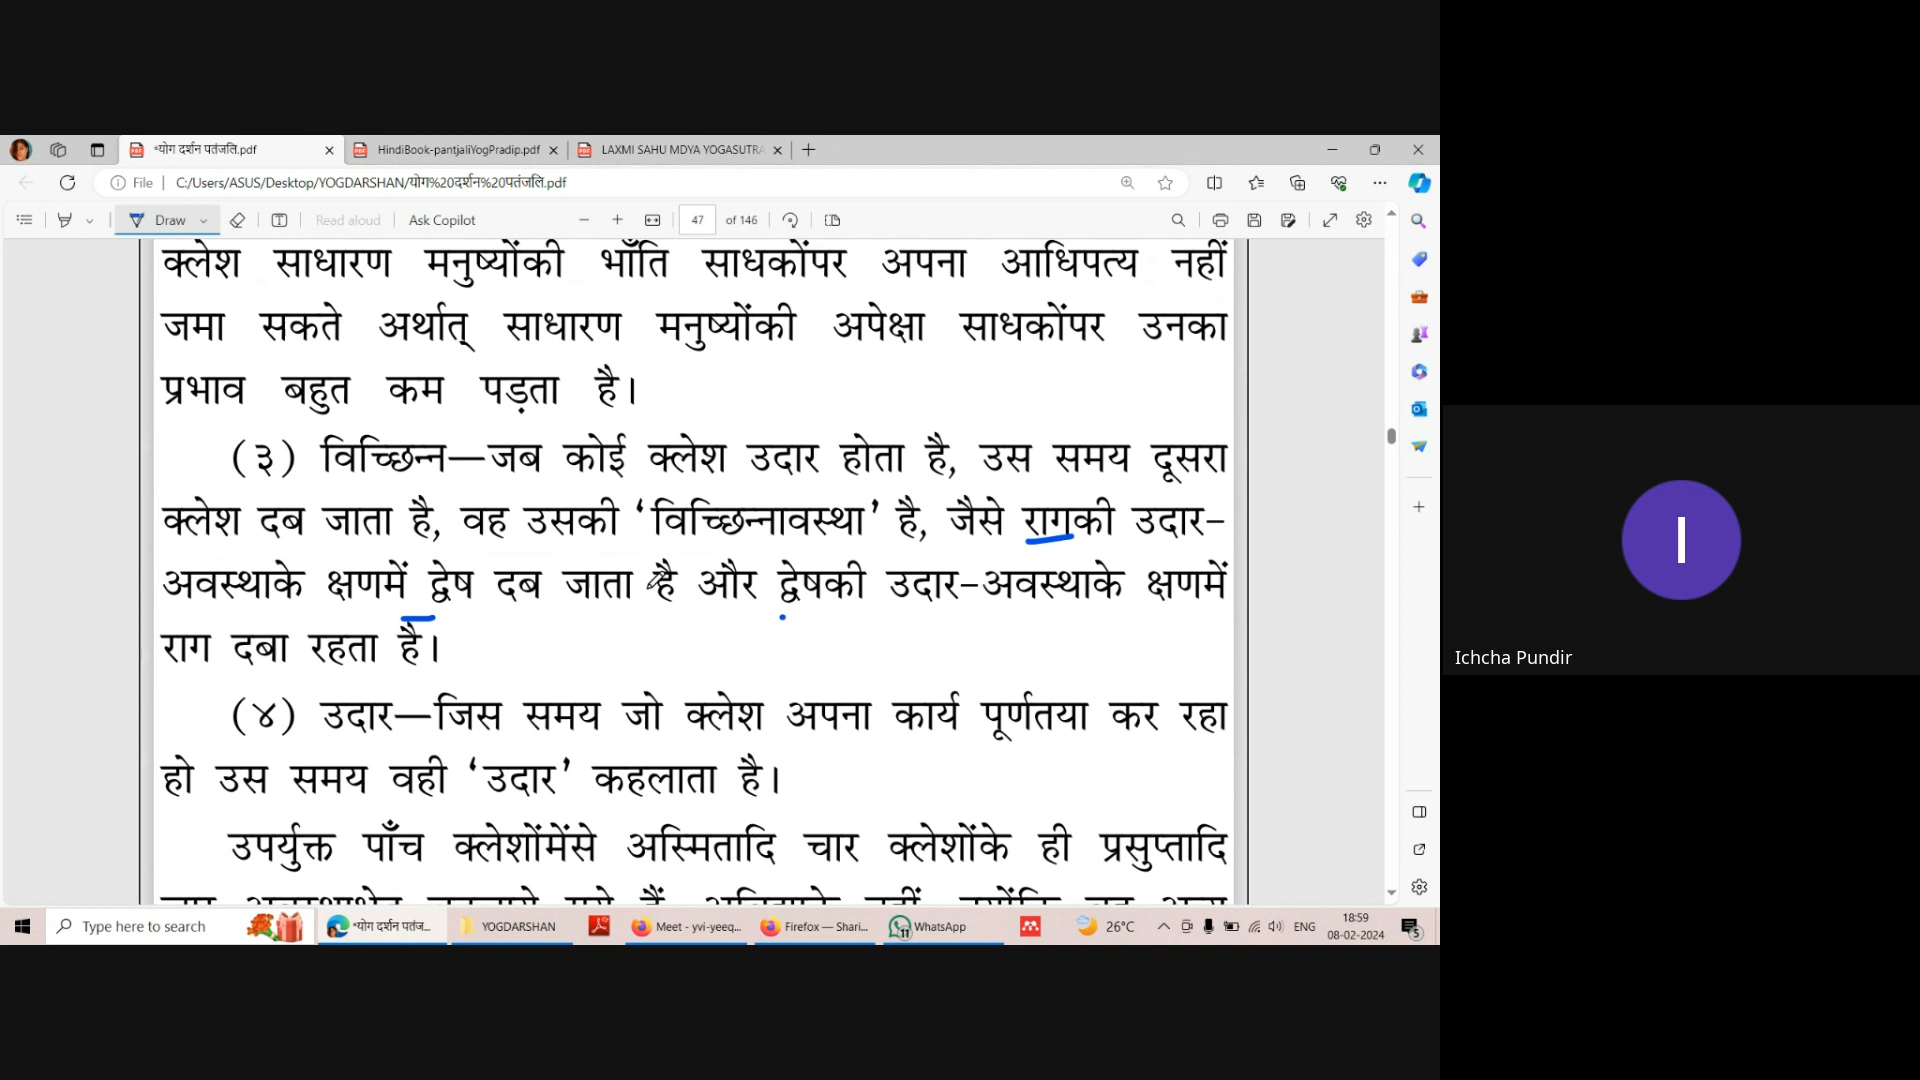 *योग दर्शन पतंजलि.pdf
HindiBook-pantjaliYogPradip.pdf
LAXMI SAHU MDYA YOGASUTRA
File
C:/Users/ASUS/Desktop/YOGDARSHAN/योग%20दर्शन%20पतंजलि.pdf
Draw
Read aloud
Ask Copilot
47
of 146
क्लेश साधारण मनुष्योंकी भाँति साधकोंपर अपना आधिपत्य नहीं
जमा सकते अर्थात् साधारण मनुष्योंकी अपेक्षा साधकोंपर उनका
प्रभाव बहुत कम पड़ता है।
(३) विच्छिन्न—जब कोई क्लेश उदार होता है, उस समय दूसरा
क्लेश दब जाता है, वह उसकी ‘विच्छिन्नावस्था’ है, जैसे रागकी उदार-
अवस्थाके क्षणमें द्वेष दब जाता है और द्वेषकी उदार-अवस्थाके क्षणमें
राग दबा रहता है।
(४) उदार—जिस समय जो क्लेश अपना कार्य पूर्णतया कर रहा
हो उस समय वही ‘उदार’ कहलाता है।
उपर्युक्त पाँच क्लेशोंमेंसे अस्मितादि चार क्लेशोंके ही प्रसुप्तादि
I
Ichcha Pundir
Type here to search
*योग दर्शन पतंज...
YOGDARSHAN
Meet - yvi-yeeq...
Firefox — Shari...
11
WhatsApp
26°C
ENG
18:59
08-02-2024
5